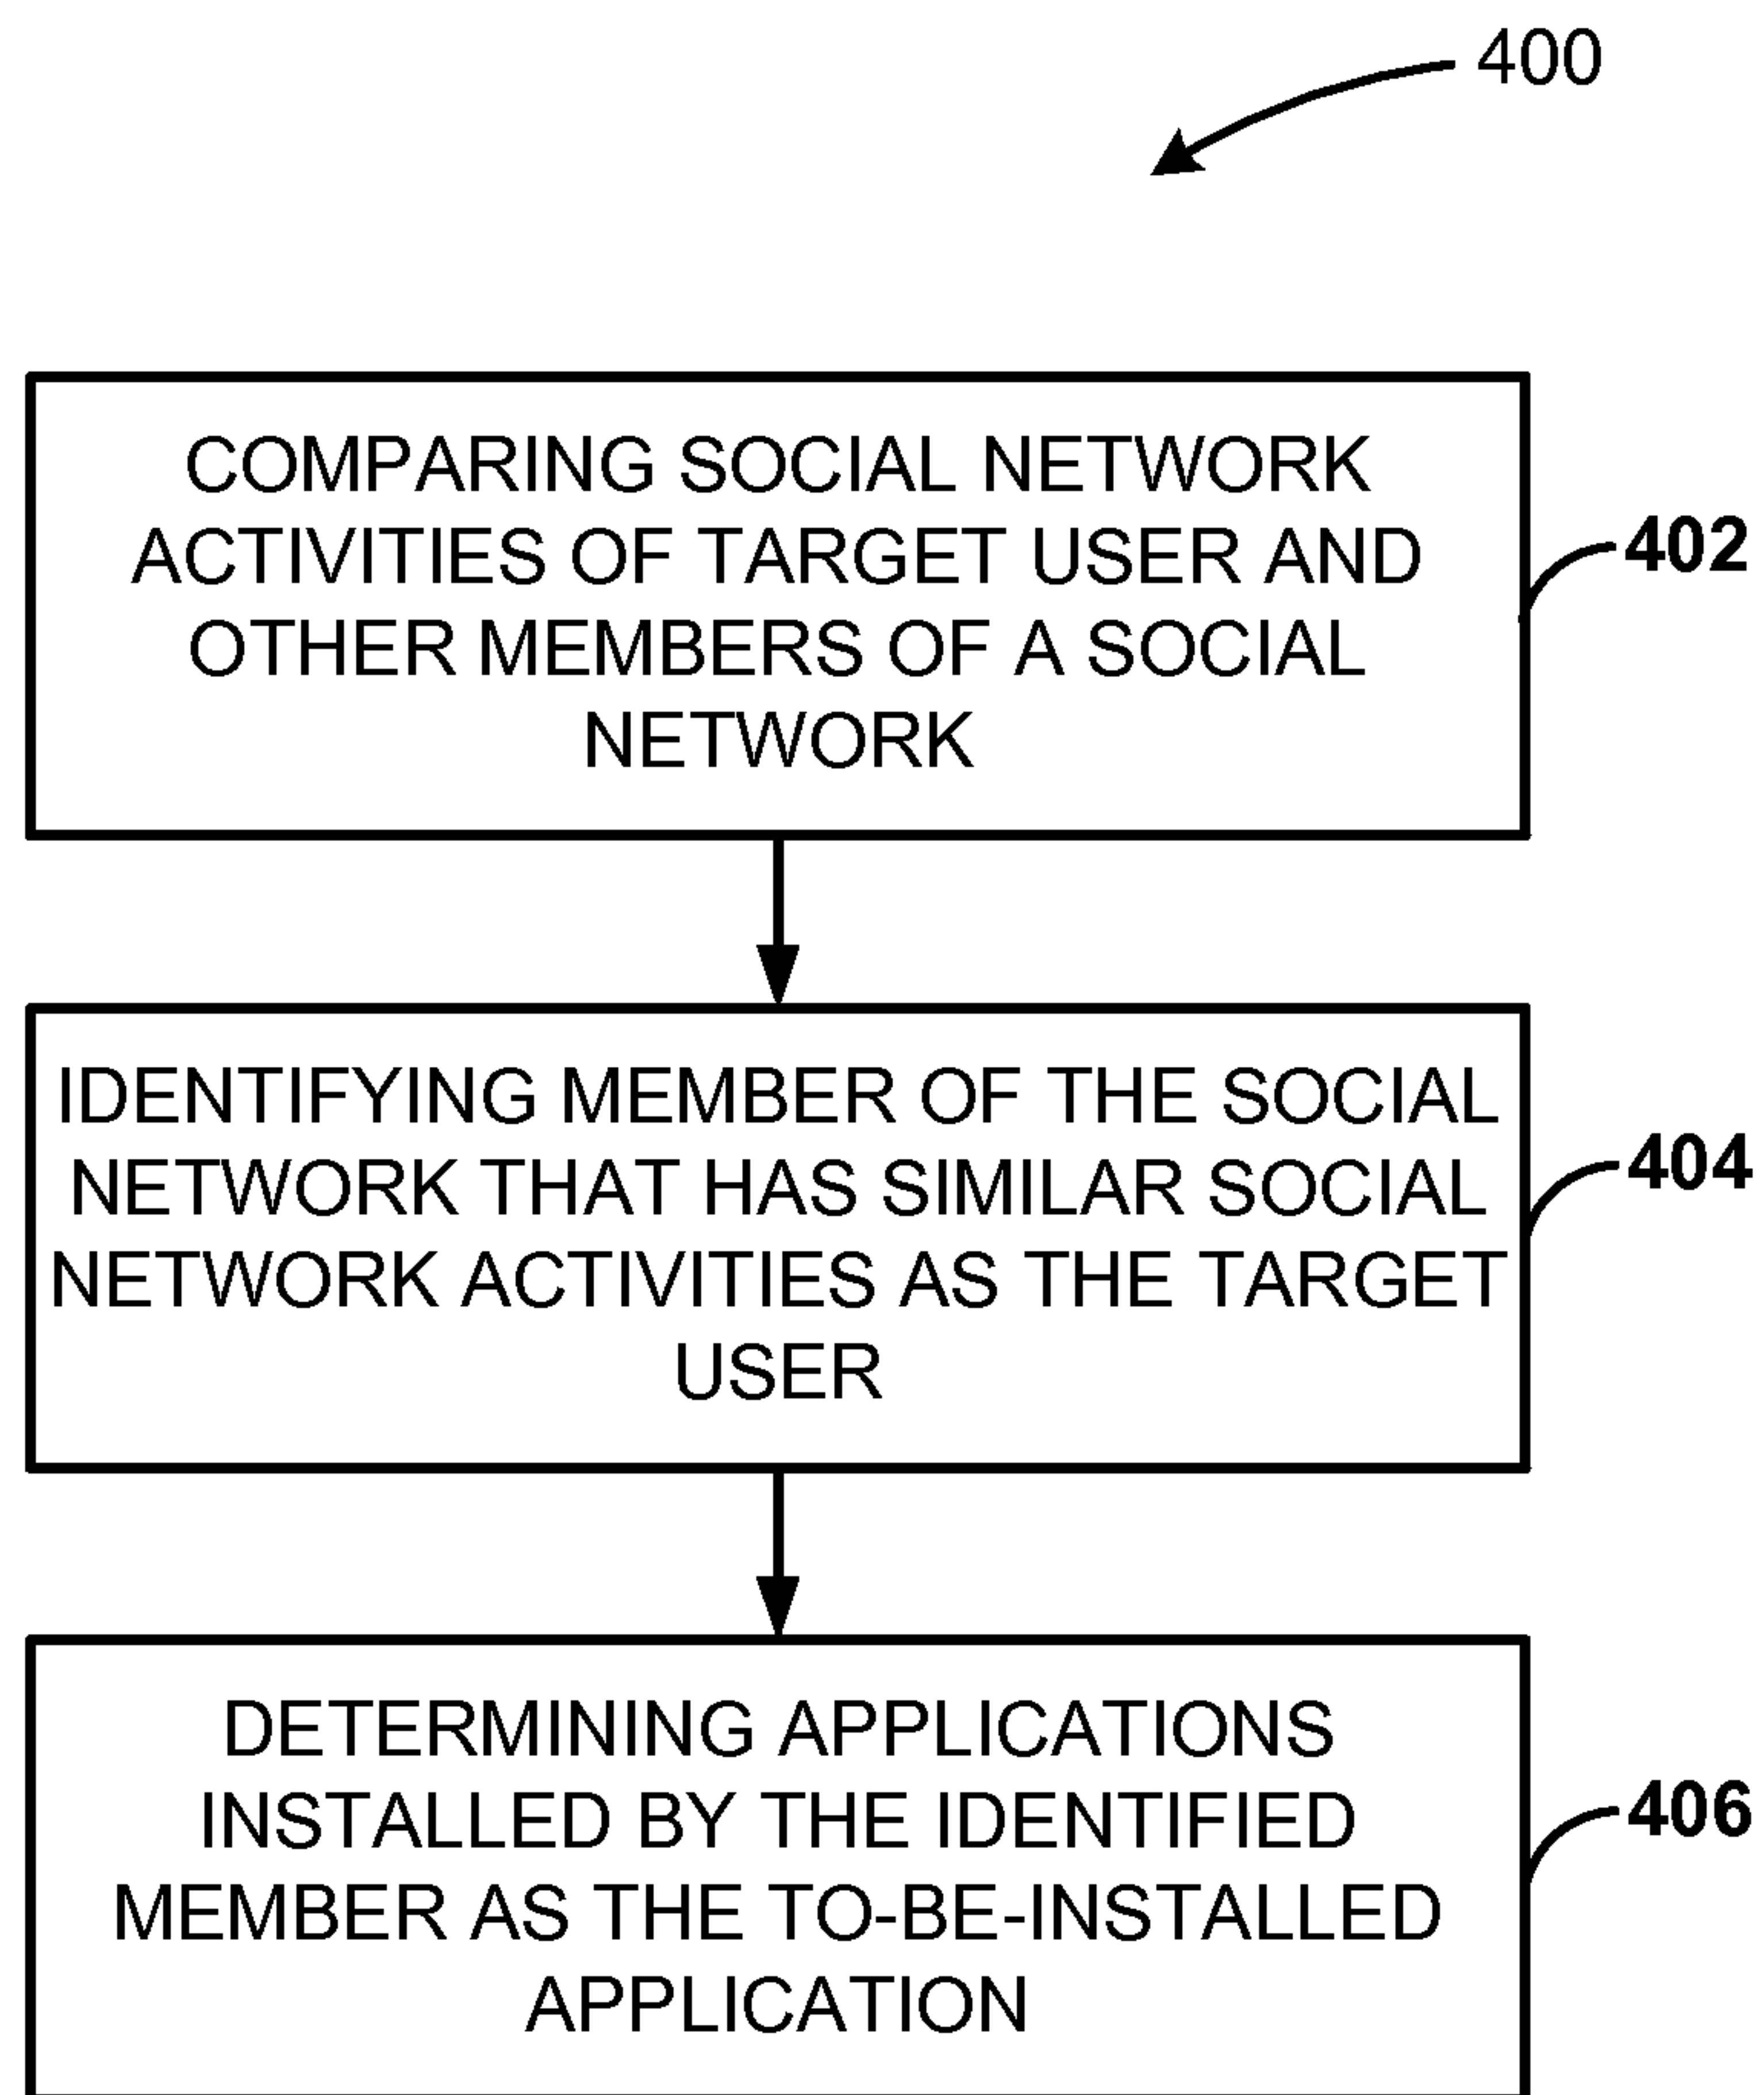 400
COMPARING SOCIAL NETWORK
ACTIVITIES OF TARGET USER AND
OTHER MEMBERS OF A SOCIAL
NETWORK
402
IDENTIFYING MEMBER OF THE SOCIAL
NETWORK THAT HAS SIMILAR SOCIAL
NETWORK ACTIVITIES AS THE TARGET
USER
404
DETERMINING APPLICATIONS
INSTALLED BY THE IDENTIFIED
MEMBER AS THE TO-BE-INSTALLED
APPLICATION
406